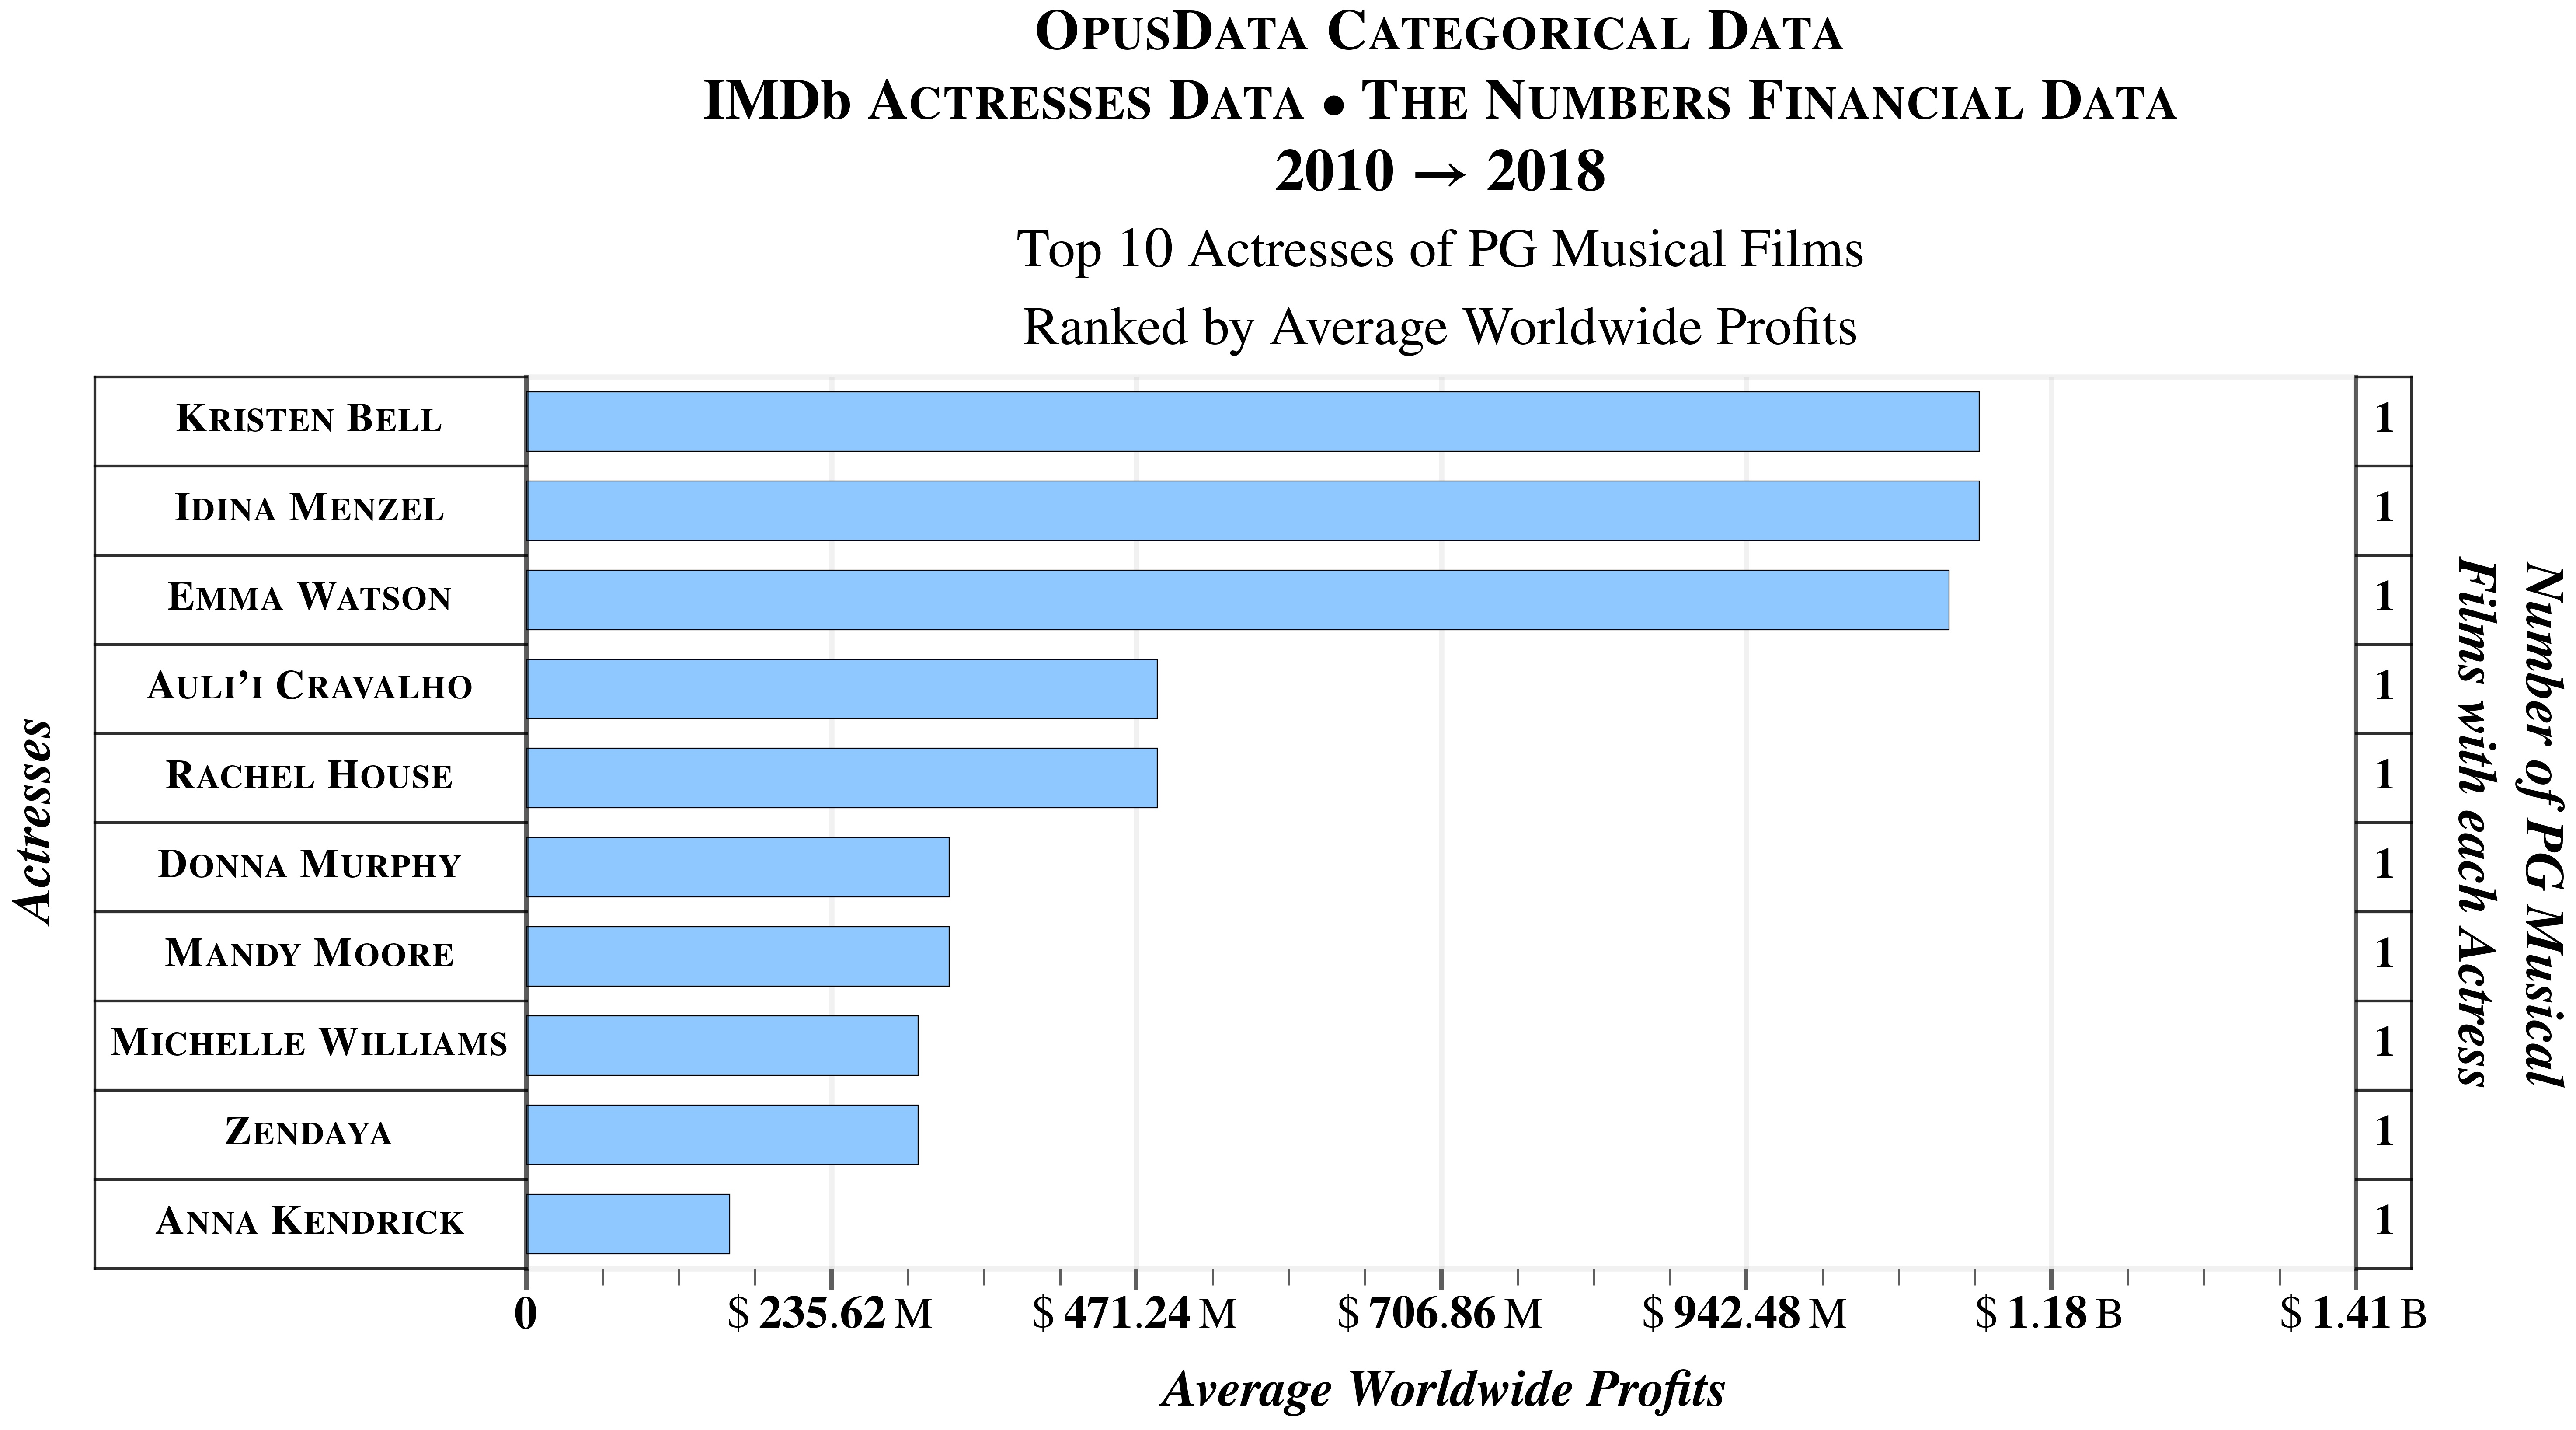 OpusData Categorical Data
IMDb Actresses Data • The Numbers Financial Data
2010 → 2018
Top 10 Actresses of PG Musical Films
Ranked by Average Worldwide Profits
Actresses
Kristen Bell 1
Idina Menzel 1
Emma Watson 1
Auli’i Cravalho 1
Rachel House 1
Donna Murphy 1
Mandy Moore 1
Michelle Williams 1
Zendaya 1
Anna Kendrick 1
Number of PG Musical
Films with each Actress
0 $ 235.62 M $ 471.24 M $ 706.86 M $ 942.48 M $ 1.18 B $ 1.41 B
Average Worldwide Profits